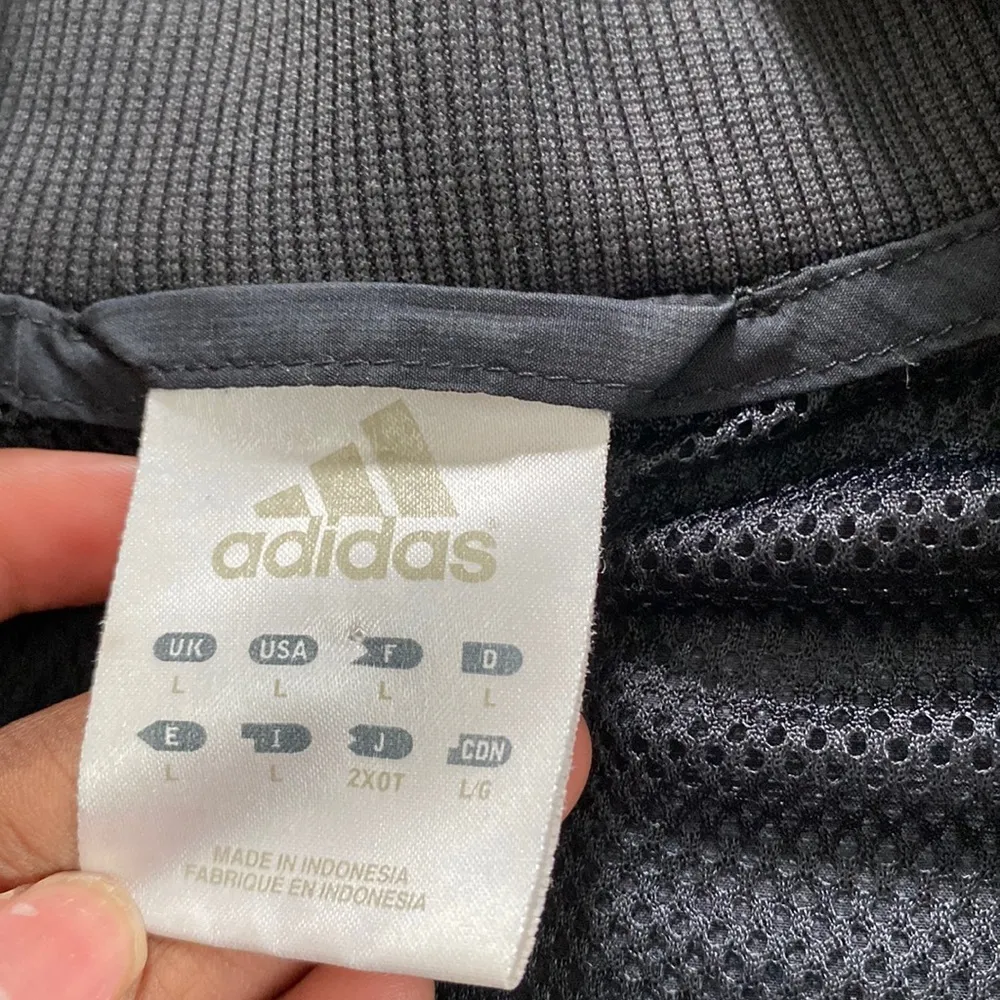 adidas®
UK USA F D
L L L L
E I J CDN
L L 2XOT L/G
MADE IN INDONESIA
FABRIQUE EN INDONESIA